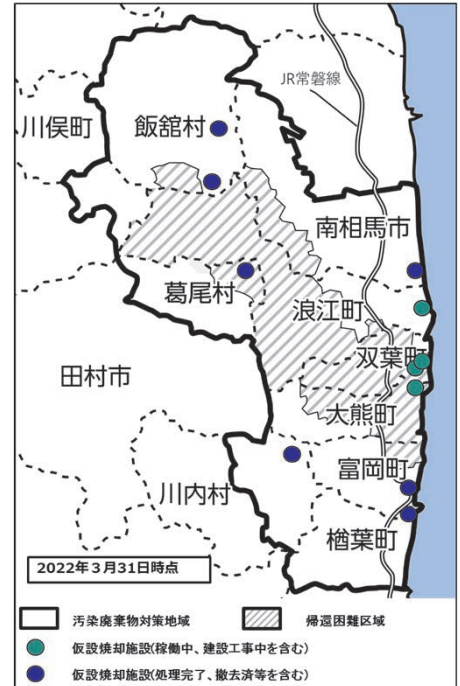 JR常磐線
川俣町
飯舘村
南相馬市
葛尾村
浪江町
双葉町
田村市
大熊町
富岡町
川内村
楢葉町
2022年3月31日時点
汚染廃棄物対策地域
帰還困難区域
仮設焼却施設(稼働中、建設工事中を含む)
仮設焼却施設(処理完了、撤去済等を含む)